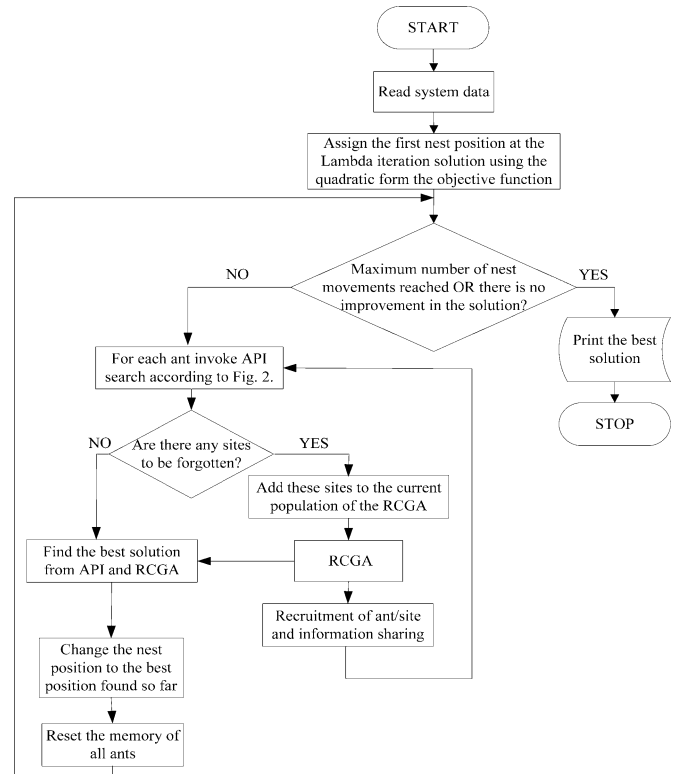 START
Read system data
Assign the first nest position at the
Lambda iteration solution using the
quadratic form the objective function
NO
Maximum number of nest
movements reached OR there is no
improvement in the solution?
YES
Print the best
solution
STOP
For each ant invoke API
search according to Fig. 2.
NO
Are there any sites
to be forgotten?
YES
Add these sites to the current
population of the RCGA
Find the best solution
from API and RCGA
RCGA
Recruitment of ant/site
and information sharing
Change the nest
position to the best
position found so far
Reset the memory of
all ants